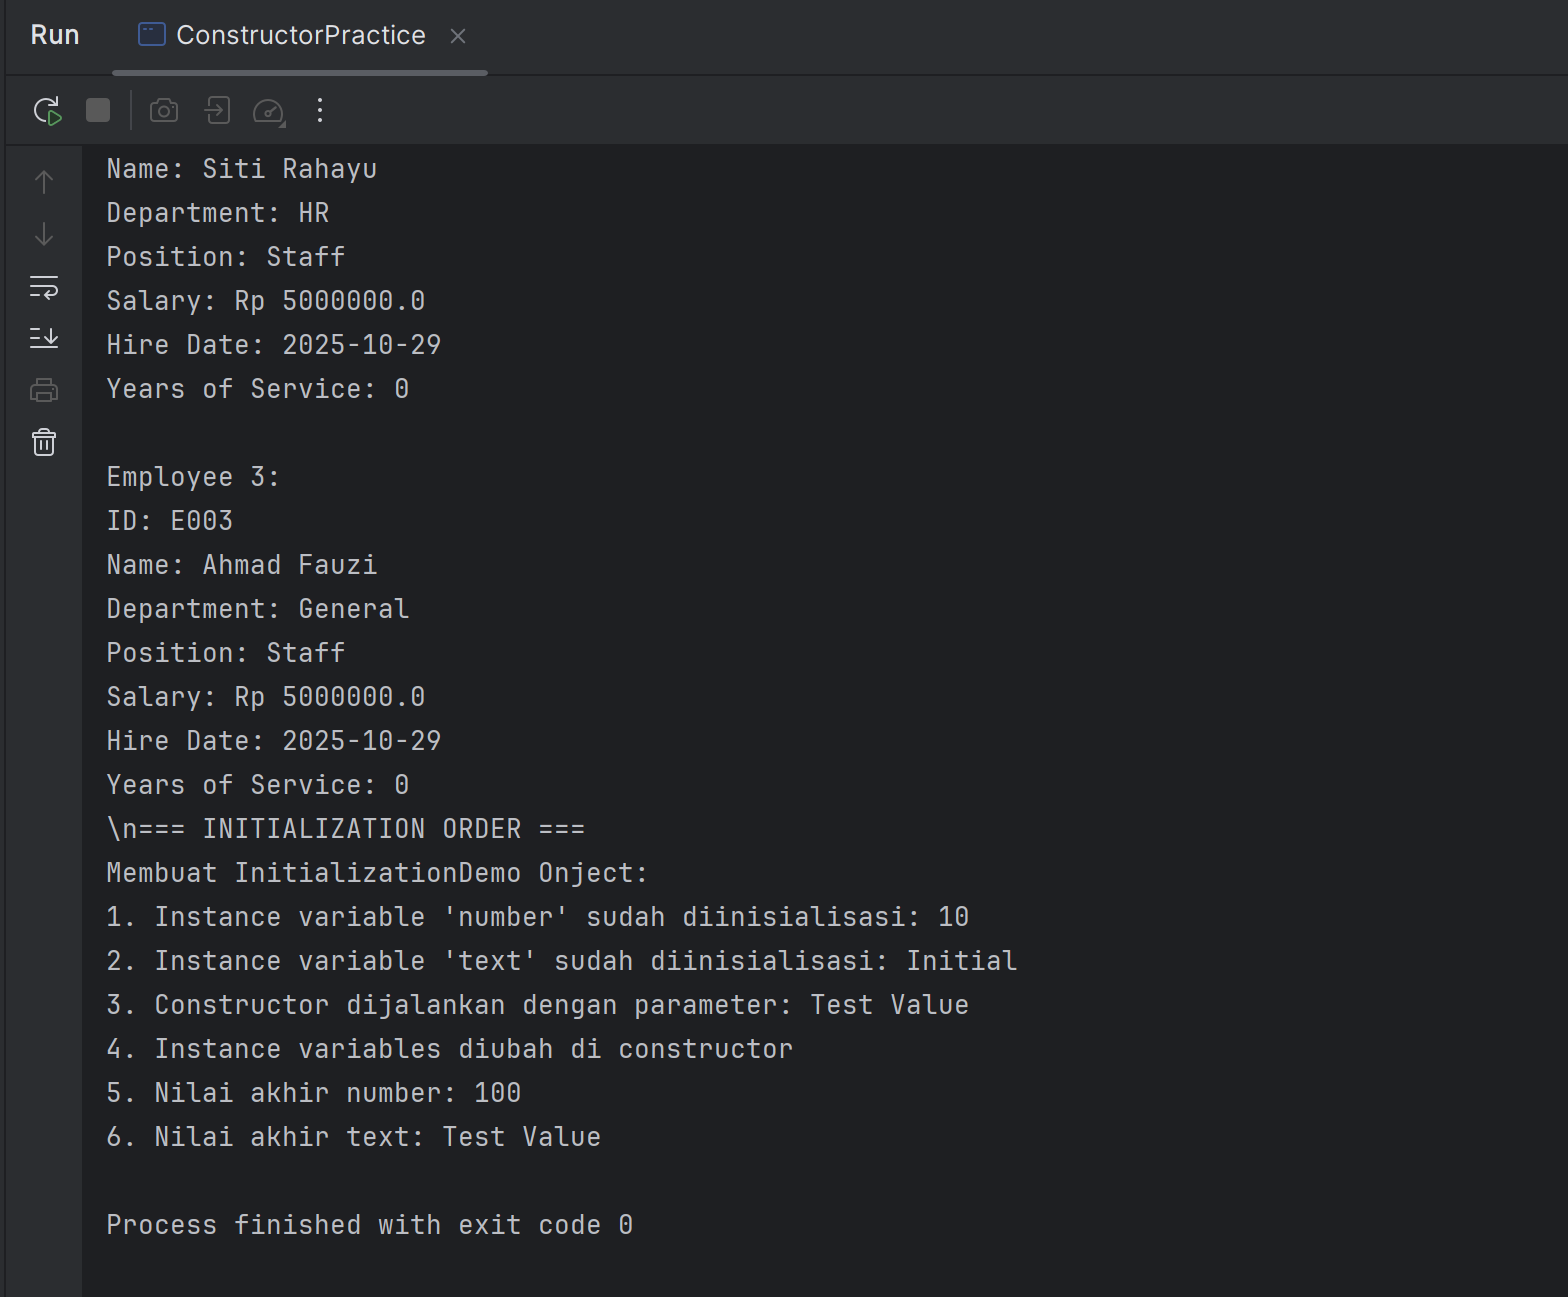 Run ConstructorPractice
Name: Siti Rahayu
Department: HR
Position: Staff
Salary: Rp 5000000.0
Hire Date: 2025-10-29
Years of Service: 0
Employee 3:
ID: E003
Name: Ahmad Fauzi
Department: General
Position: Staff
Salary: Rp 5000000.0
Hire Date: 2025-10-29
Years of Service: 0
\n=== INITIALIZATION ORDER ===
Membuat InitializationDemo Onject:
1. Instance variable 'number' sudah diinisialisasi: 10
2. Instance variable 'text' sudah diinisialisasi: Initial
3. Constructor dijalankan dengan parameter: Test Value
4. Instance variables diubah di constructor
5. Nilai akhir number: 100
6. Nilai akhir text: Test Value
Process finished with exit code 0